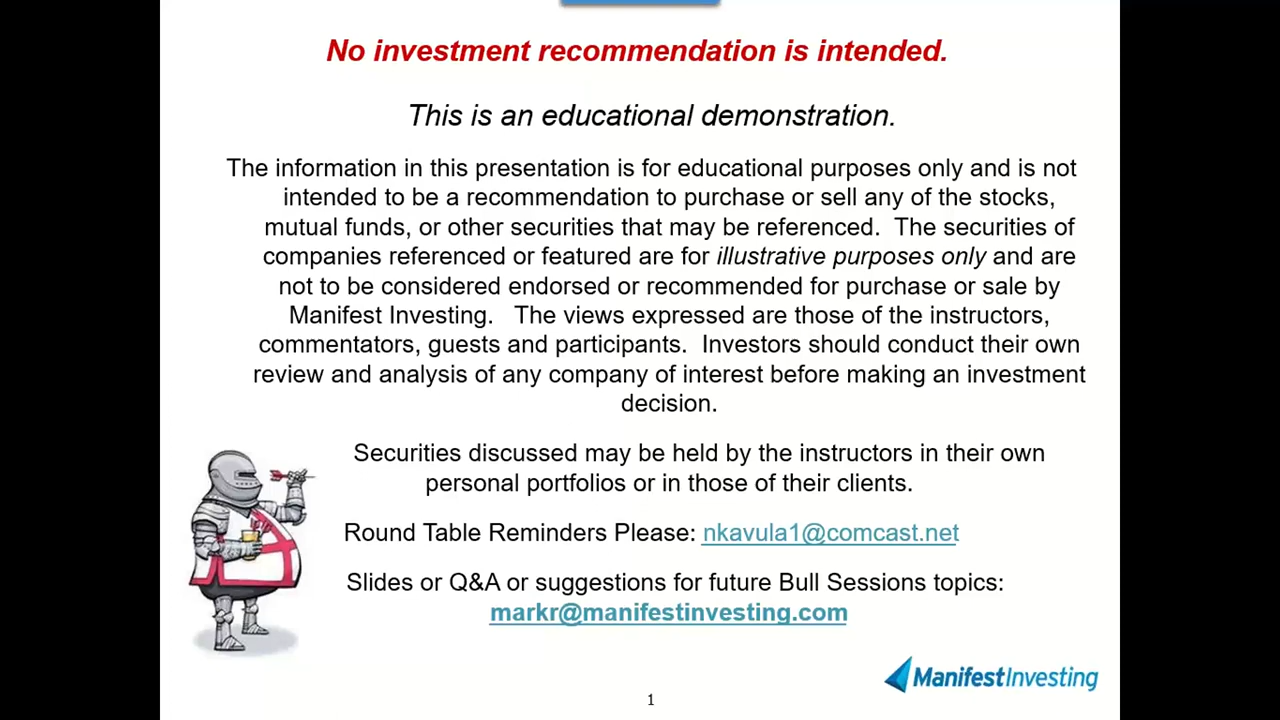 No investment recommendation is intended.
This is an educational demonstration.
The information in this presentation is for educational purposes only and is not
intended to be a recommendation to purchase or sell any of the stocks,
mutual funds, or other securities that may be referenced.  The securities of
companies referenced or featured are for illustrative purposes only and are
not to be considered endorsed or recommended for purchase or sale by
Manifest Investing.   The views expressed are those of the instructors,
commentators, guests and participants.  Investors should conduct their own
review and analysis of any company of interest before making an investment
decision.
Securities discussed may be held by the instructors in their own
personal portfolios or in those of their clients.
Round Table Reminders Please: nkavula1@comcast.net
Slides or Q&A or suggestions for future Bull Sessions topics:
markr@manifestinvesting.com
ManifestInvesting
1